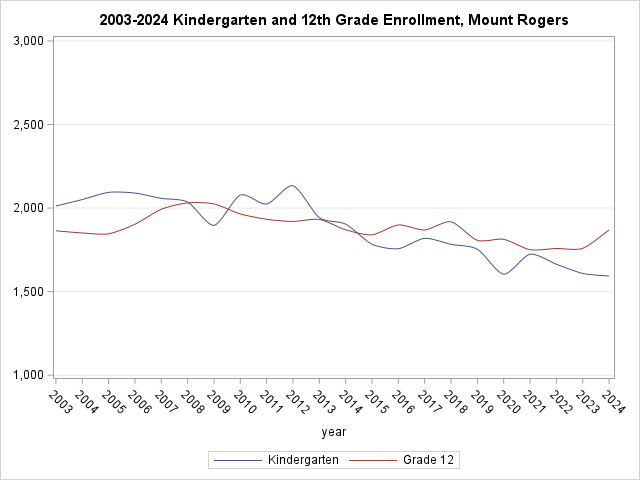 2003-2024 Kindergarten and 12th Grade Enrollment, Mount Rogers
3,000
2,500
2,000
1,500
1,000
2003 2004 2005 2006 2007 2008 2009 2010 2011 2012 2013 2014 2015 2016 2017 2018 2019 2020 2021 2022 2023 2024
year
Kindergarten Grade 12